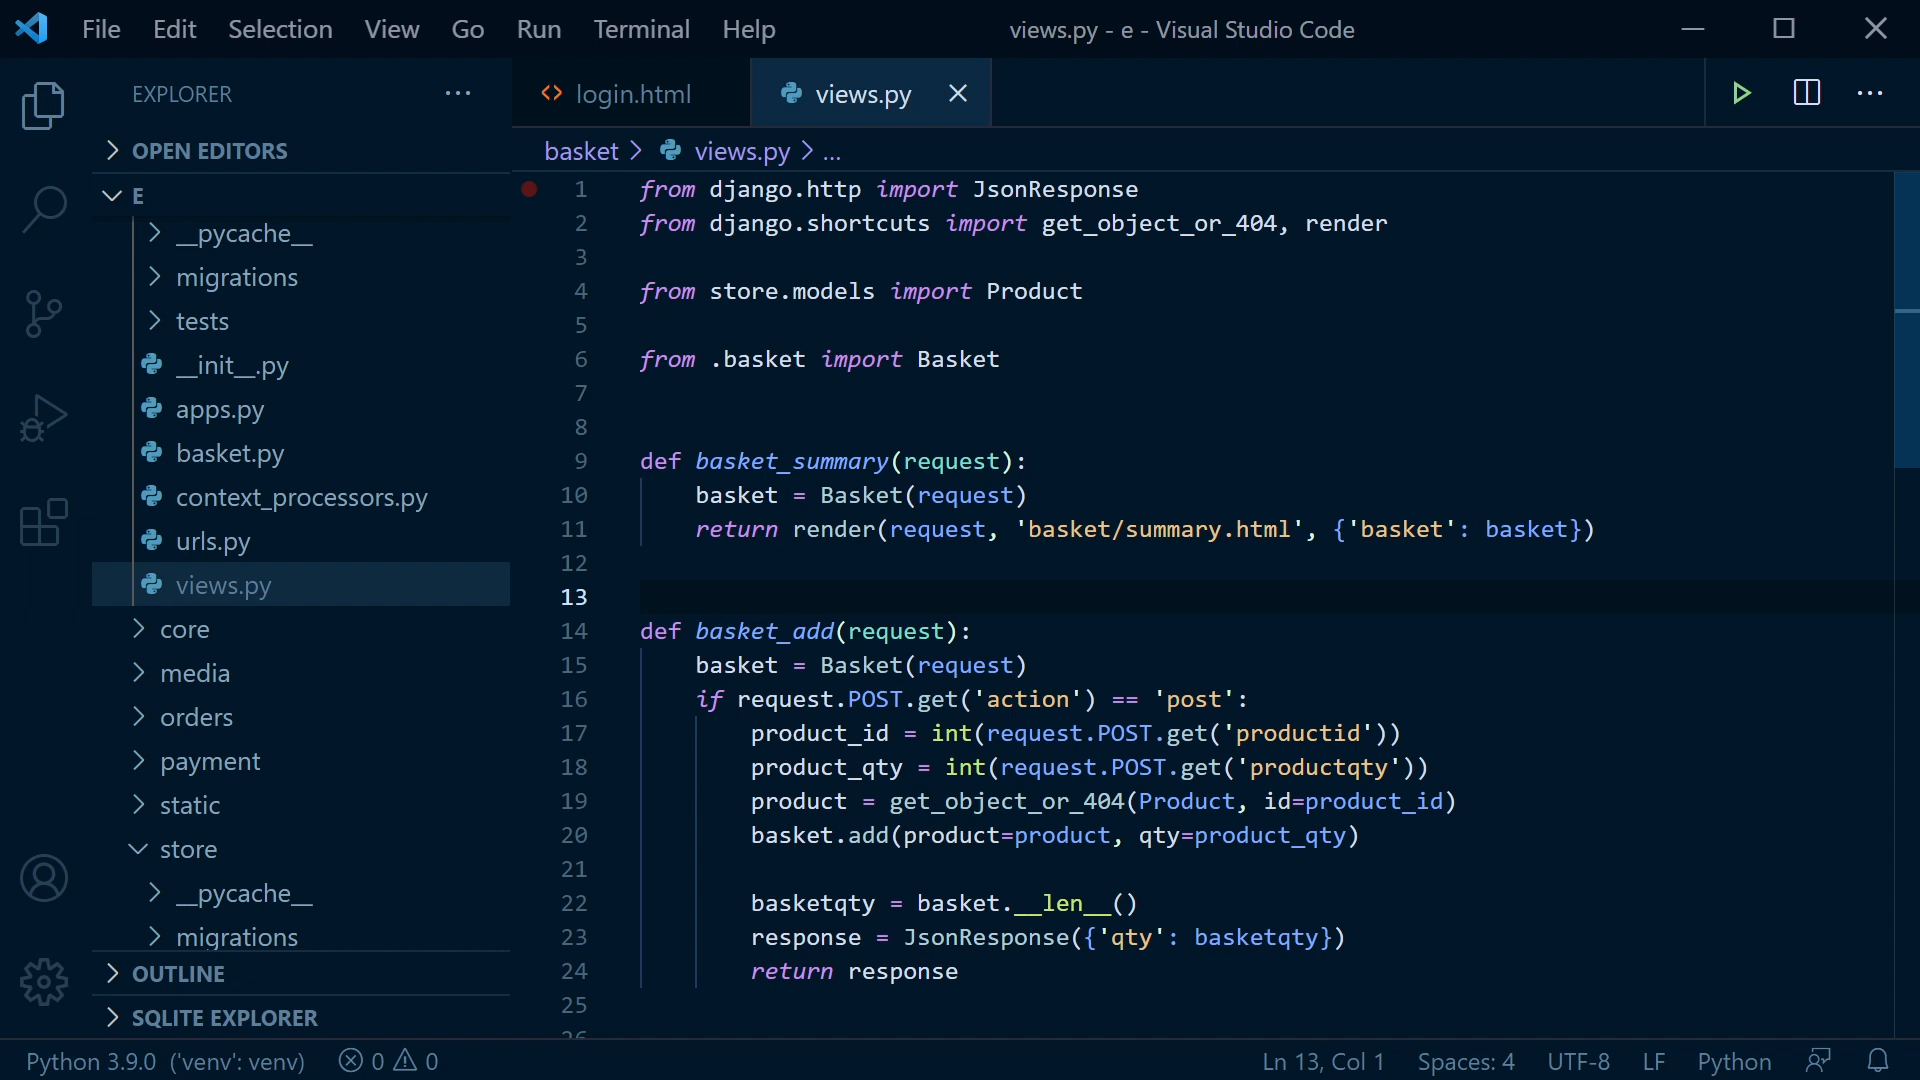 File Edit Selection View Go Run Terminal Help views.py - e - Visual Studio Code
EXPLORER
OPEN EDITORS
E
__pycache__
migrations
tests
__init__.py
apps.py
basket.py
context_processors.py
urls.py
views.py
core
media
orders
payment
static
store
__pycache__
migrations
OUTLINE
SQLITE EXPLORER
login.html views.py
basket > views.py > ...
1 from django.http import JsonResponse
2 from django.shortcuts import get_object_or_404, render
3
4 from store.models import Product
5
6 from .basket import Basket
7
8
9 def basket_summary(request):
10     basket = Basket(request)
11     return render(request, 'basket/summary.html', {'basket': basket})
12
13
14 def basket_add(request):
15     basket = Basket(request)
16     if request.POST.get('action') == 'post':
17         product_id = int(request.POST.get('productid'))
18         product_qty = int(request.POST.get('productqty'))
19         product = get_object_or_404(Product, id=product_id)
20         basket.add(product=product, qty=product_qty)
21
22         basketqty = basket.__len__()
23         response = JsonResponse({'qty': basketqty})
24         return response
25
26
Python 3.9.0 ('venv': venv) 0 0 Ln 13, Col 1 Spaces: 4 UTF-8 LF Python